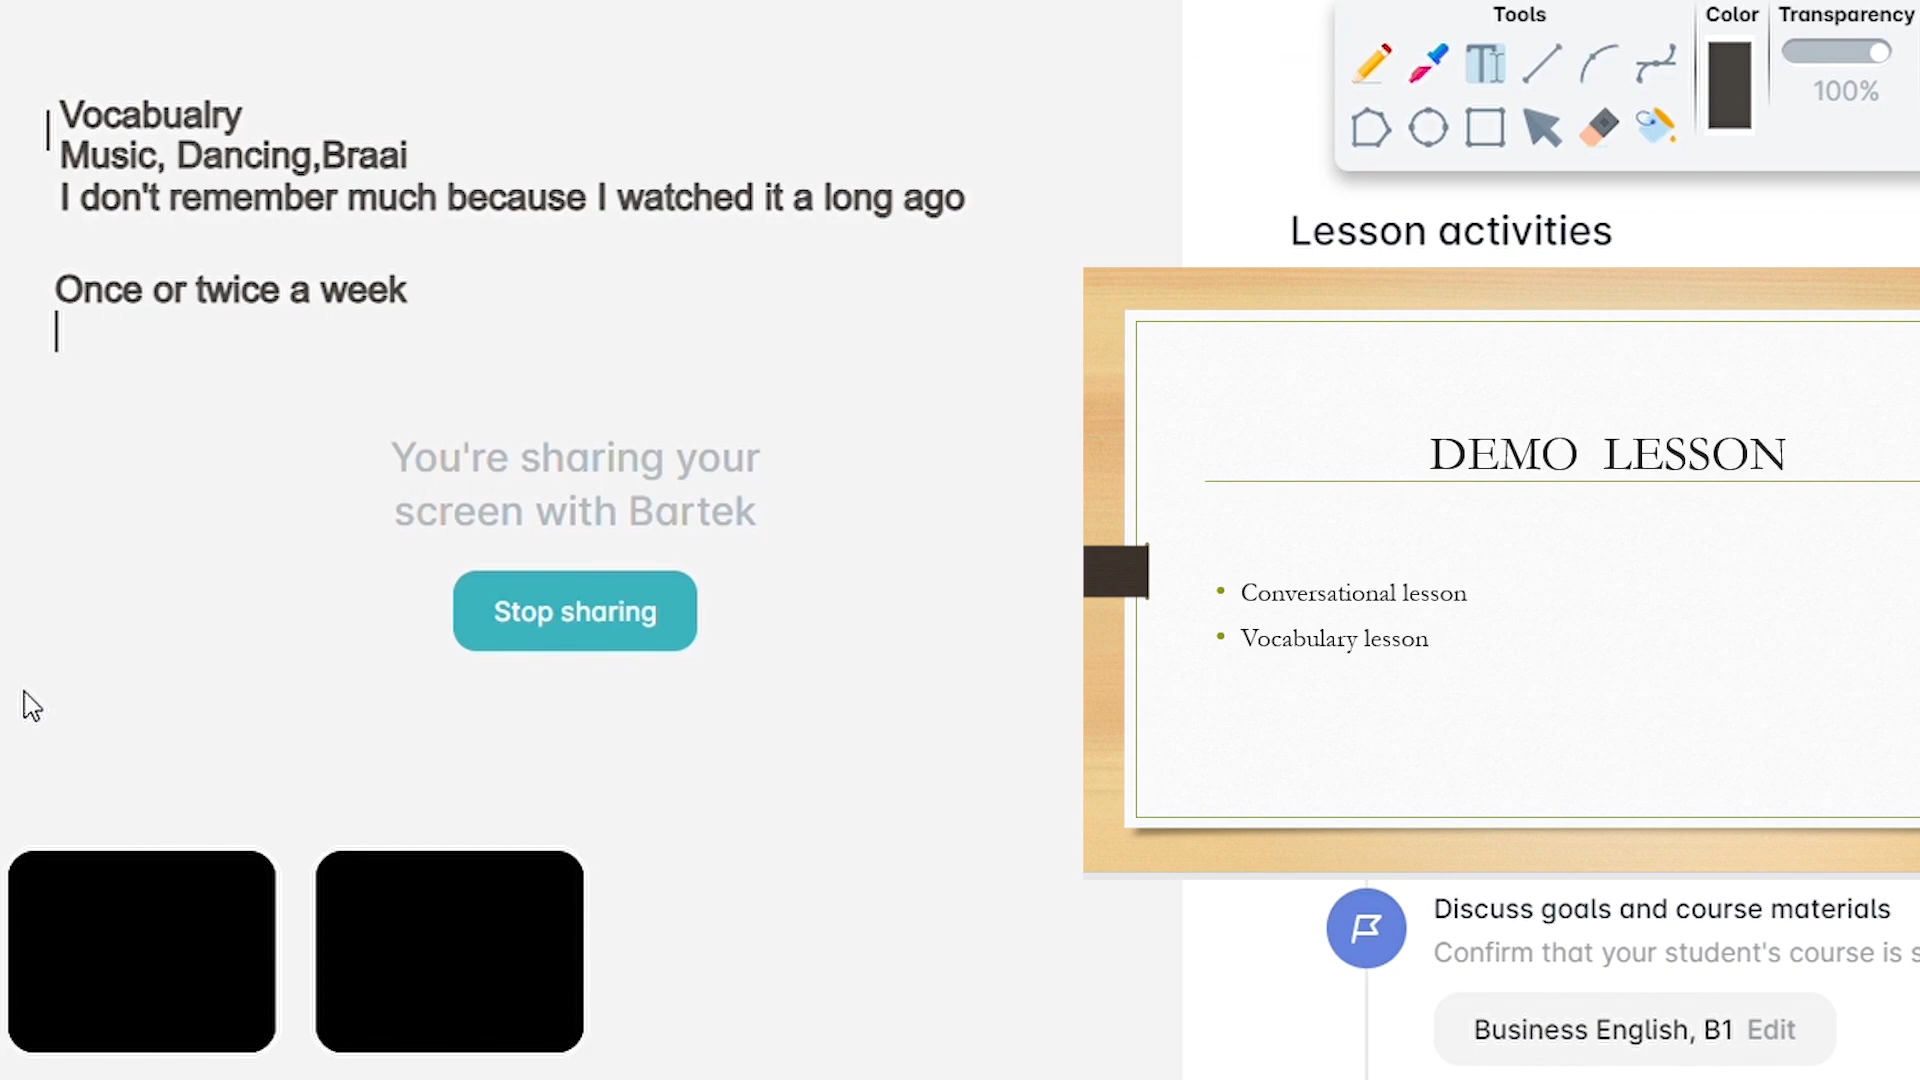 Vocabualry
Music, Dancing,Braai
I don't remember much because I watched it a long ago
Once or twice a week
You're sharing your
screen with Bartek
Stop sharing
Tools
Color
Transparency
100%
Lesson activities
DEMO LESSON
• Conversational lesson
• Vocabulary lesson
Discuss goals and course materials
Confirm that your student's course is s
Business English, B1 Edit